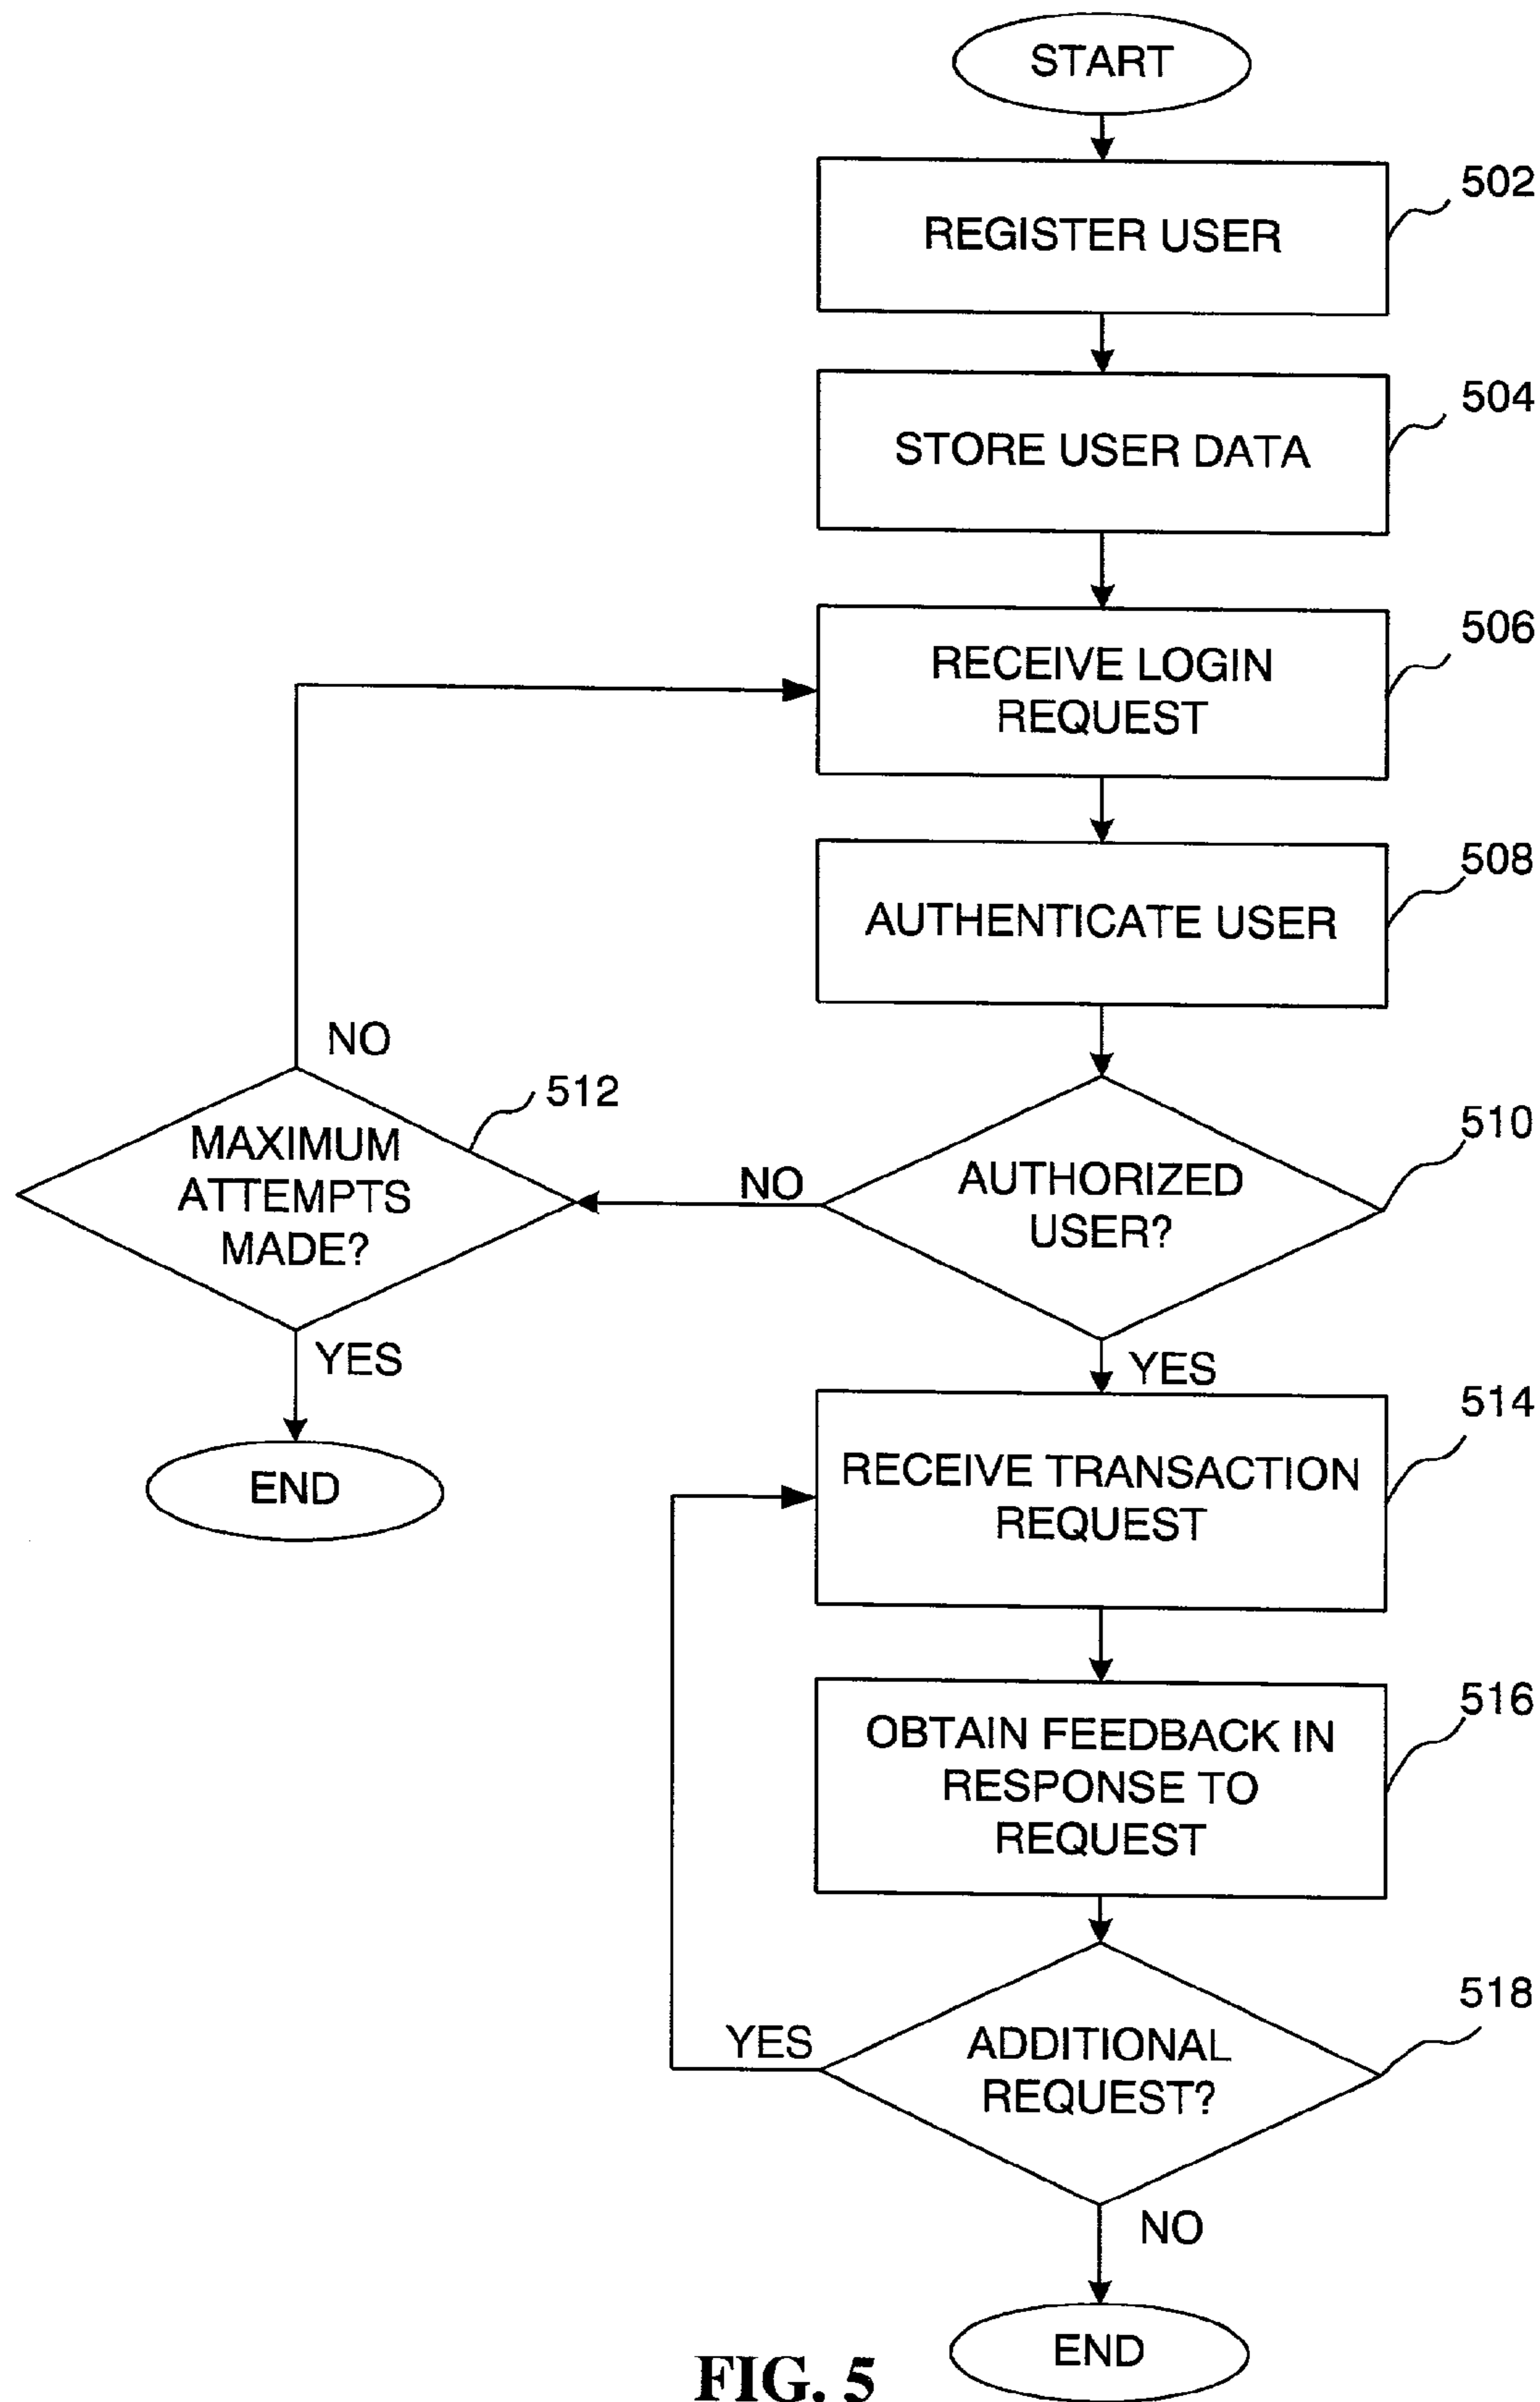 START
502
REGISTER USER
504
STORE USER DATA
506
RECEIVE LOGIN
REQUEST
508
AUTHENTICATE USER
NO
512
MAXIMUM
ATTEMPTS
MADE?
NO
510
AUTHORIZED
USER?
YES
END
YES
514
RECEIVE TRANSACTION
REQUEST
516
OBTAIN FEEDBACK IN
RESPONSE TO
REQUEST
518
YES
ADDITIONAL
REQUEST?
NO
END
FIG. 5